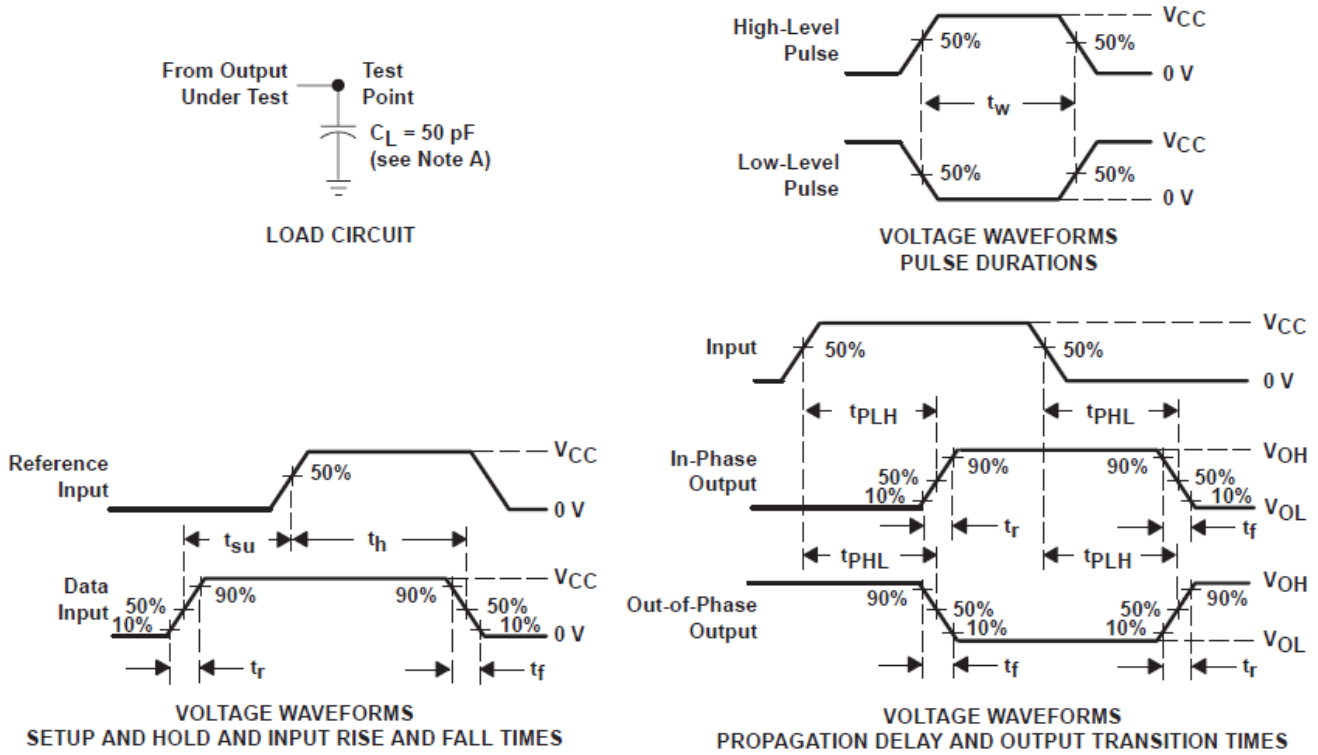 From Output
Under Test
Test
Point
CL = 50 pF
(see Note A)
LOAD CIRCUIT
High-Level
Pulse
50%
50%
VCC
0 V
tw
Low-Level
Pulse
50%
50%
VCC
0 V
VOLTAGE WAVEFORMS
PULSE DURATIONS
Reference
Input
50%
VCC
0 V
tsu
th
Data
Input
50%
10%
90%
90%
50%
10%
VCC
0 V
tr
tf
VOLTAGE WAVEFORMS
SETUP AND HOLD AND INPUT RISE AND FALL TIMES
Input
50%
50%
VCC
0 V
tPLH
tPHL
In-Phase
Output
50%
10%
90%
90%
50%
10%
VOH
VOL
tr
tf
tPHL
tPLH
Out-of-Phase
Output
90%
50%
10%
50%
10%
90%
VOH
VOL
tf
tr
VOLTAGE WAVEFORMS
PROPAGATION DELAY AND OUTPUT TRANSITION TIMES